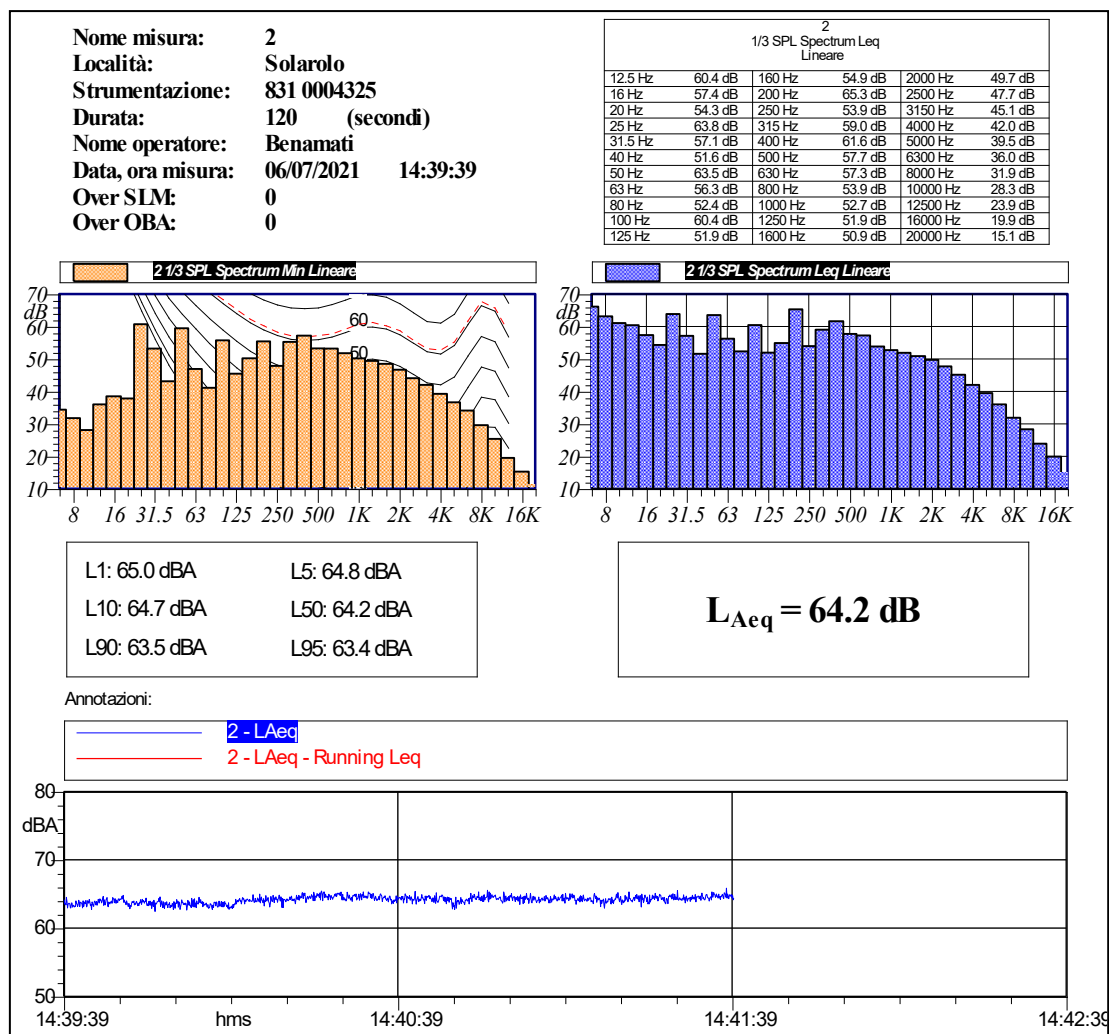 Nome misura: 2
Località: Solarolo
Strumentazione: 831 0004325
Durata: 120 (secondi)
Nome operatore: Benamati
Data, ora misura: 06/07/2021 14:39:39
Over SLM: 0
Over OBA: 0
2
1/3 SPL Spectrum Leq
Lineare
12.5 Hz 60.4 dB 160 Hz 54.9 dB 2000 Hz 49.7 dB
16 Hz 57.4 dB 200 Hz 65.3 dB 2500 Hz 47.7 dB
20 Hz 54.3 dB 250 Hz 53.9 dB 3150 Hz 45.1 dB
25 Hz 63.8 dB 315 Hz 59.0 dB 4000 Hz 42.0 dB
31.5 Hz 57.1 dB 400 Hz 61.6 dB 5000 Hz 39.5 dB
40 Hz 51.6 dB 500 Hz 57.7 dB 6300 Hz 36.0 dB
50 Hz 63.5 dB 630 Hz 57.3 dB 8000 Hz 31.9 dB
63 Hz 56.3 dB 800 Hz 53.9 dB 10000 Hz 28.3 dB
80 Hz 52.4 dB 1000 Hz 52.7 dB 12500 Hz 23.9 dB
100 Hz 60.4 dB 1250 Hz 51.9 dB 16000 Hz 19.9 dB
125 Hz 51.9 dB 1600 Hz 50.9 dB 20000 Hz 15.1 dB
2 1/3 SPL Spectrum Min Lineare
70
dB
60
50
40
30
20
10
60
50
8 16 31.5 63 125 250 500 1K 2K 4K 8K 16K
2 1/3 SPL Spectrum Leq Lineare
70
dB
60
50
40
30
20
10
8 16 31.5 63 125 250 500 1K 2K 4K 8K 16K
L1: 65.0 dBA L5: 64.8 dBA
L10: 64.7 dBA L50: 64.2 dBA
L90: 63.5 dBA L95: 63.4 dBA
LAeq = 64.2 dB
Annotazioni:
2 - LAeq
2 - LAeq - Running Leq
80
dBA
70
60
50
14:39:39 hms 14:40:39 14:41:39 14:42:39